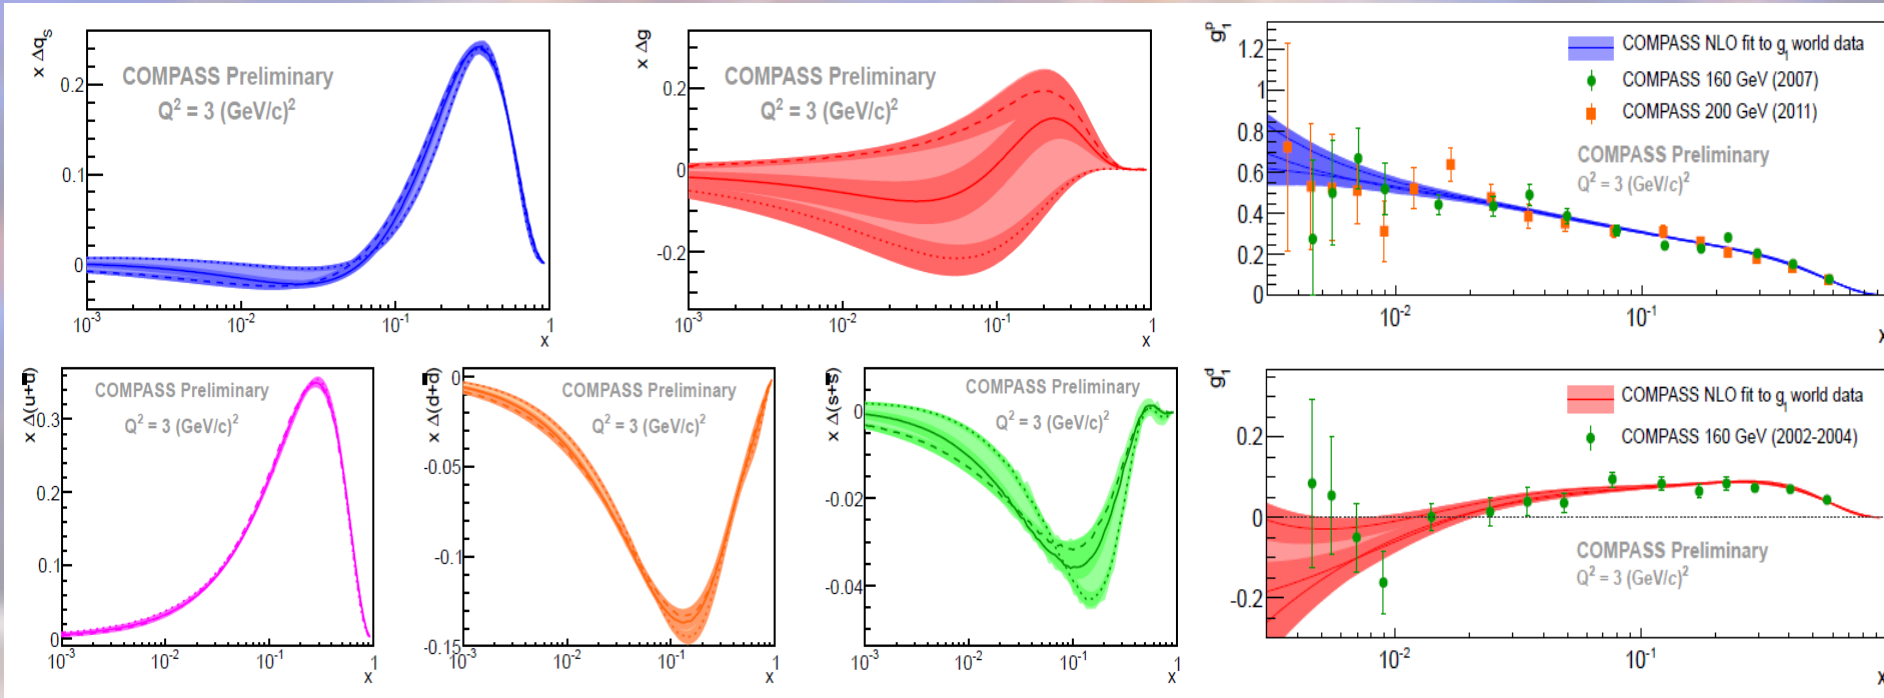 x Δq_S
COMPASS Preliminary
Q² = 3 (GeV/c)²
0.2
0.1
0
10⁻³
10⁻²
10⁻¹
1
x
x Δg
COMPASS Preliminary
Q² = 3 (GeV/c)²
0.2
0
-0.2
10⁻³
10⁻²
10⁻¹
1
x
g₁ᵖ
COMPASS NLO fit to g₁ world data
COMPASS 160 GeV (2007)
COMPASS 200 GeV (2011)
COMPASS Preliminary
Q² = 3 (GeV/c)²
1.2
1
0.8
0.6
0.4
0.2
0
10⁻²
10⁻¹
x
x Δ(u+ū)
COMPASS Preliminary
Q² = 3 (GeV/c)²
0.3
0.2
0.1
0
10⁻³
10⁻²
10⁻¹
1
x
x Δ(d+d̄)
COMPASS Preliminary
Q² = 3 (GeV/c)²
0
-0.05
-0.1
-0.15
10⁻³
10⁻²
10⁻¹
1
x
x Δ(s+s̄)
COMPASS Preliminary
Q² = 3 (GeV/c)²
0
-0.02
-0.04
10⁻³
10⁻²
10⁻¹
1
x
g₁ᵈ
COMPASS NLO fit to g₁ world data
COMPASS 160 GeV (2002-2004)
COMPASS Preliminary
Q² = 3 (GeV/c)²
0.2
0
-0.2
10⁻²
10⁻¹
x